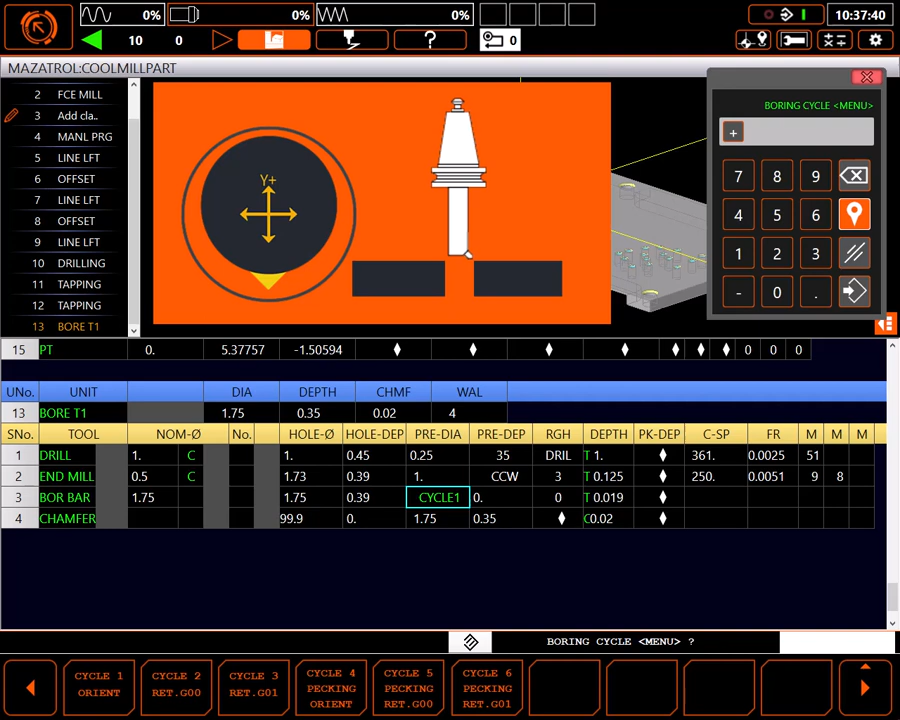 0% 0% 0% 10:37:40
10 0 ? 0
MAZATROL:COOLMILLPART
2 FCE MILL
3 Add cla..
4 MANL PRG
5 LINE LFT
6 OFFSET
7 LINE LFT
8 OFFSET
9 LINE LFT
10 DRILLING
11 TAPPING
12 TAPPING
13 BORE T1
Y+
BORING CYCLE <MENU>
+
7 8 9
4 5 6
1 2 3
- 0 .
15 PT 0. 5.37757 -1.50594 ♦ ♦ ♦ ♦ ♦ ♦ ♦ 0 0 0
UNo. UNIT DIA DEPTH CHMF WAL
13 BORE T1 1.75 0.35 0.02 4
SNo. TOOL NOM-Ø No. HOLE-Ø HOLE-DEP PRE-DIA PRE-DEP RGH DEPTH PK-DEP C-SP FR M M M
1 DRILL 1. C 1. 0.45 0.25 35 DRIL T 1. ♦ 361. 0.0025 51
2 END MILL 0.5 C 1.73 0.39 1. CCW 3 T 0.125 ♦ 250. 0.0051 9 8
3 BOR BAR 1.75 1.75 0.39 CYCLE1 0. 0 T 0.019 ♦
4 CHAMFER 99.9 0. 1.75 0.35 ♦ C0.02 ♦
BORING CYCLE <MENU> ?
CYCLE 1
ORIENT
CYCLE 2
RET.G00
CYCLE 3
RET.G01
CYCLE 4
PECKING
ORIENT
CYCLE 5
PECKING
RET.G00
CYCLE 6
PECKING
RET.G01